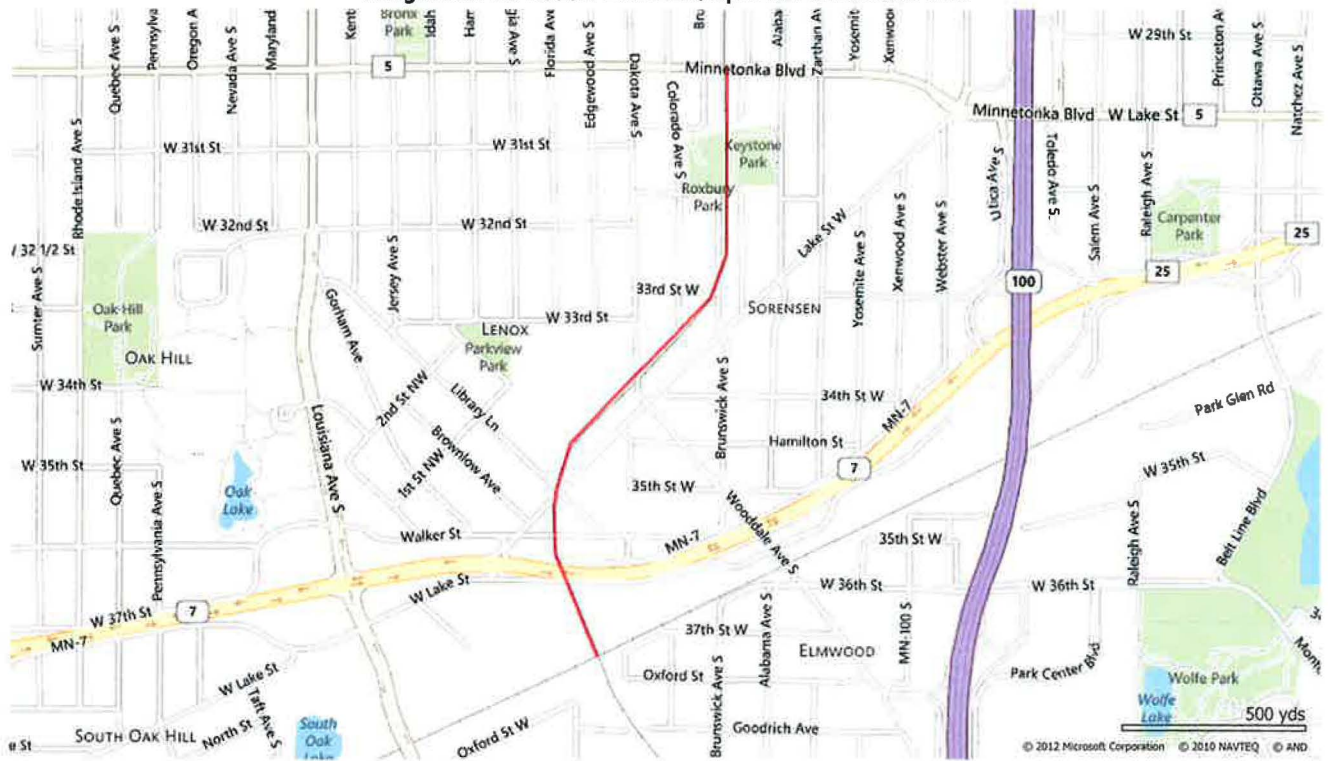 Bronx
Park
Quebec Ave S
Oregon A
Nevada Ave S
Maryland
Kent
Idah
Florida Ave
Edgewood Ave S
Dakota Ave S
Colorado Ave S
Bru
Alaba
Zarthan Av
Yosemit
Xenwood
W 29th St
Princeton A
Ottawa Ave S
Natchez Ave S
5
Minnetonka Blvd
Minnetonka Blvd
W Lake St
5
Rhode Island Ave S
W 31st St
W 31st St
Keystone
Park
Roxbury
Park
Utica Ave S
Toledo Ave S
Salem Ave S
Raleigh Ave S
Carpenter
Park
W 32nd St
W 32nd St
Lake St W
25
25
100
Sumter Ave S
Oak Hill
Park
OAK HILL
Jersey Ave S
Gorham Ave
33rd St W
W 33rd St
LENOX
Parkview
Park
SORENSEN
Yosemite Ave S
Xenwood Ave S
Webster Ave S
W 34th St
34th St W
MN-7
Park Glen Rd
2nd St NW
Library Ln
Louisiana Ave S
1st St NW
Brownlow Ave
Brunswick Ave S
Hamilton St
7
W 35th St
Quebec Ave S
Oak
Lake
35th St W
W 35th St
Pennsylvania Ave S
Walker St
MN-7
Wooddale Ave S
35th St W
Raleigh Ave S
Belt Line Blvd
W Lake St
W 36th St
W 36th St
W 37th St
7
MN-7
37th St W
Alabama Ave S
ELMWOOD
MN-100 S
Park Center Blvd
W Lake St
Oxford St
Wolfe Park
Wolfe
Lake
Taft Ave S
North St
SOUTH OAK HILL
South
Oak
Lake
Oxford St W
Brunswick Ave S
Goodrich Ave
500 yds
© 2012 Microsoft Corporation © 2010 NAVTEQ © AND